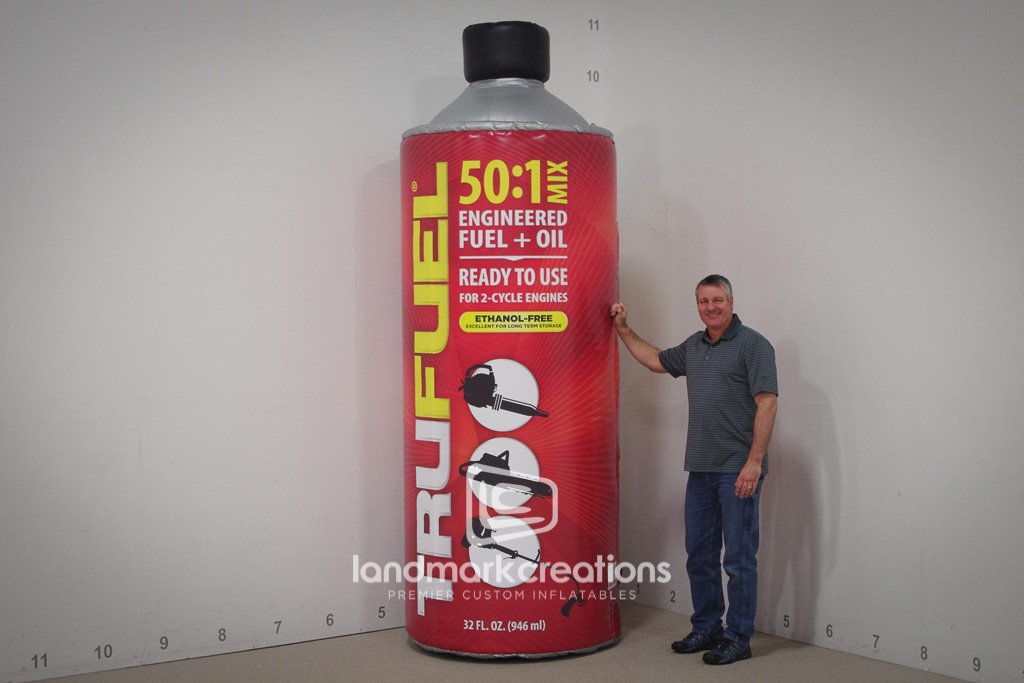 11
10
50:1 MIX
ENGINEERED
FUEL + OIL
READY TO USE
FOR 2-CYCLE ENGINES
ETHANOL-FREE
EXCELLENT FOR LONG TERM STORAGE
TRUFUEL®
landmark creations
PREMIER CUSTOM INFLATABLES
32 FL. OZ. (946 ml)
11 10 9 8 7 6 5
2 5 6 7 8 9